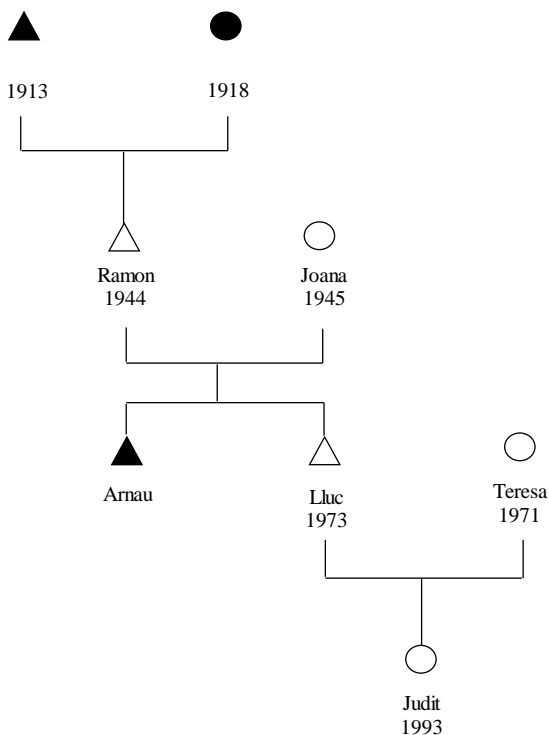 1913
1918
Ramon
1944
Joana
1945
Arnau
Lluc
1973
Teresa
1971
Judit
1993